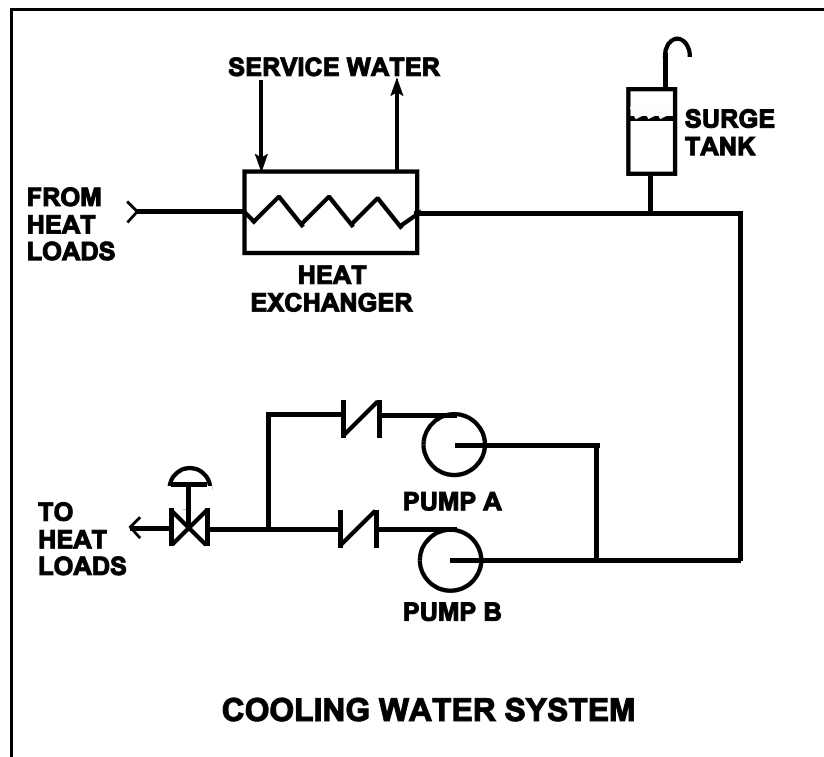 SERVICE WATER
SURGE
TANK
FROM
HEAT
LOADS
HEAT
EXCHANGER
PUMP A
TO
HEAT
LOADS
PUMP B
COOLING WATER SYSTEM